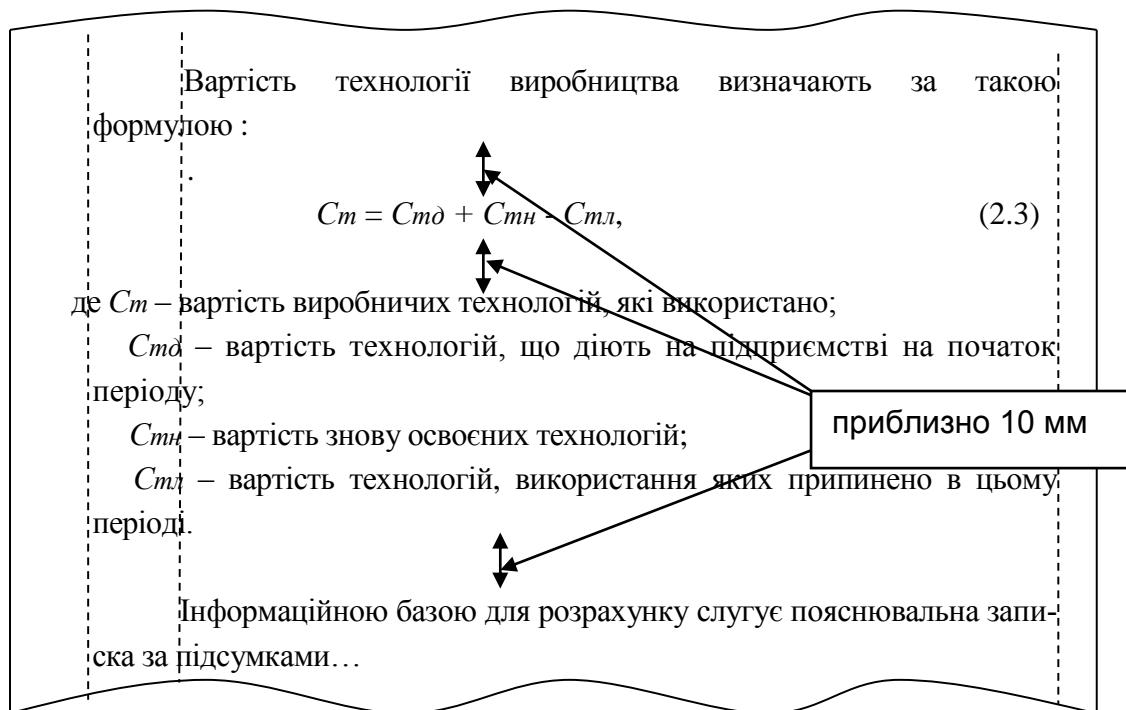 Вартість технології виробництва визначають за такою
формулою :
.
Ст = Стд + Стн - Стл, (2.3)
де Ст – вартість виробничих технологій, які використано;
Стд – вартість технологій, що діють на підприємстві на початок
періоду;
приблизно 10 мм
Стн – вартість знову освоєних технологій;
Стл – вартість технологій, використання яких припинено в цьому
періоді.
Інформаційною базою для розрахунку слугує пояснювальна запи-
ска за підсумками…